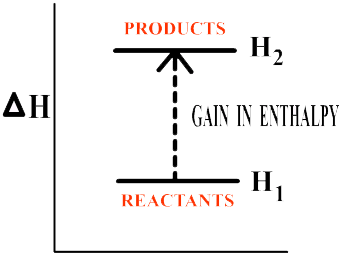 PRODUCTS
H2
ΔH
GAIN IN ENTHALPY
H1
REACTANTS